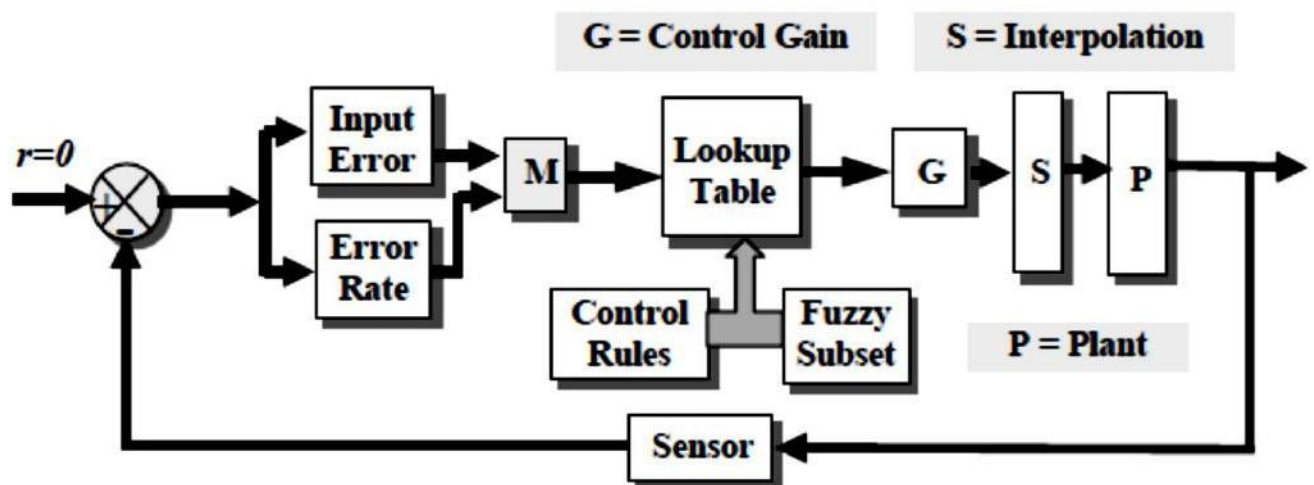 G = Control Gain
S = Interpolation
r=0
+
-
Input
Error
Error
Rate
M
Lookup
Table
G
S
P
Control
Rules
Fuzzy
Subset
P = Plant
Sensor